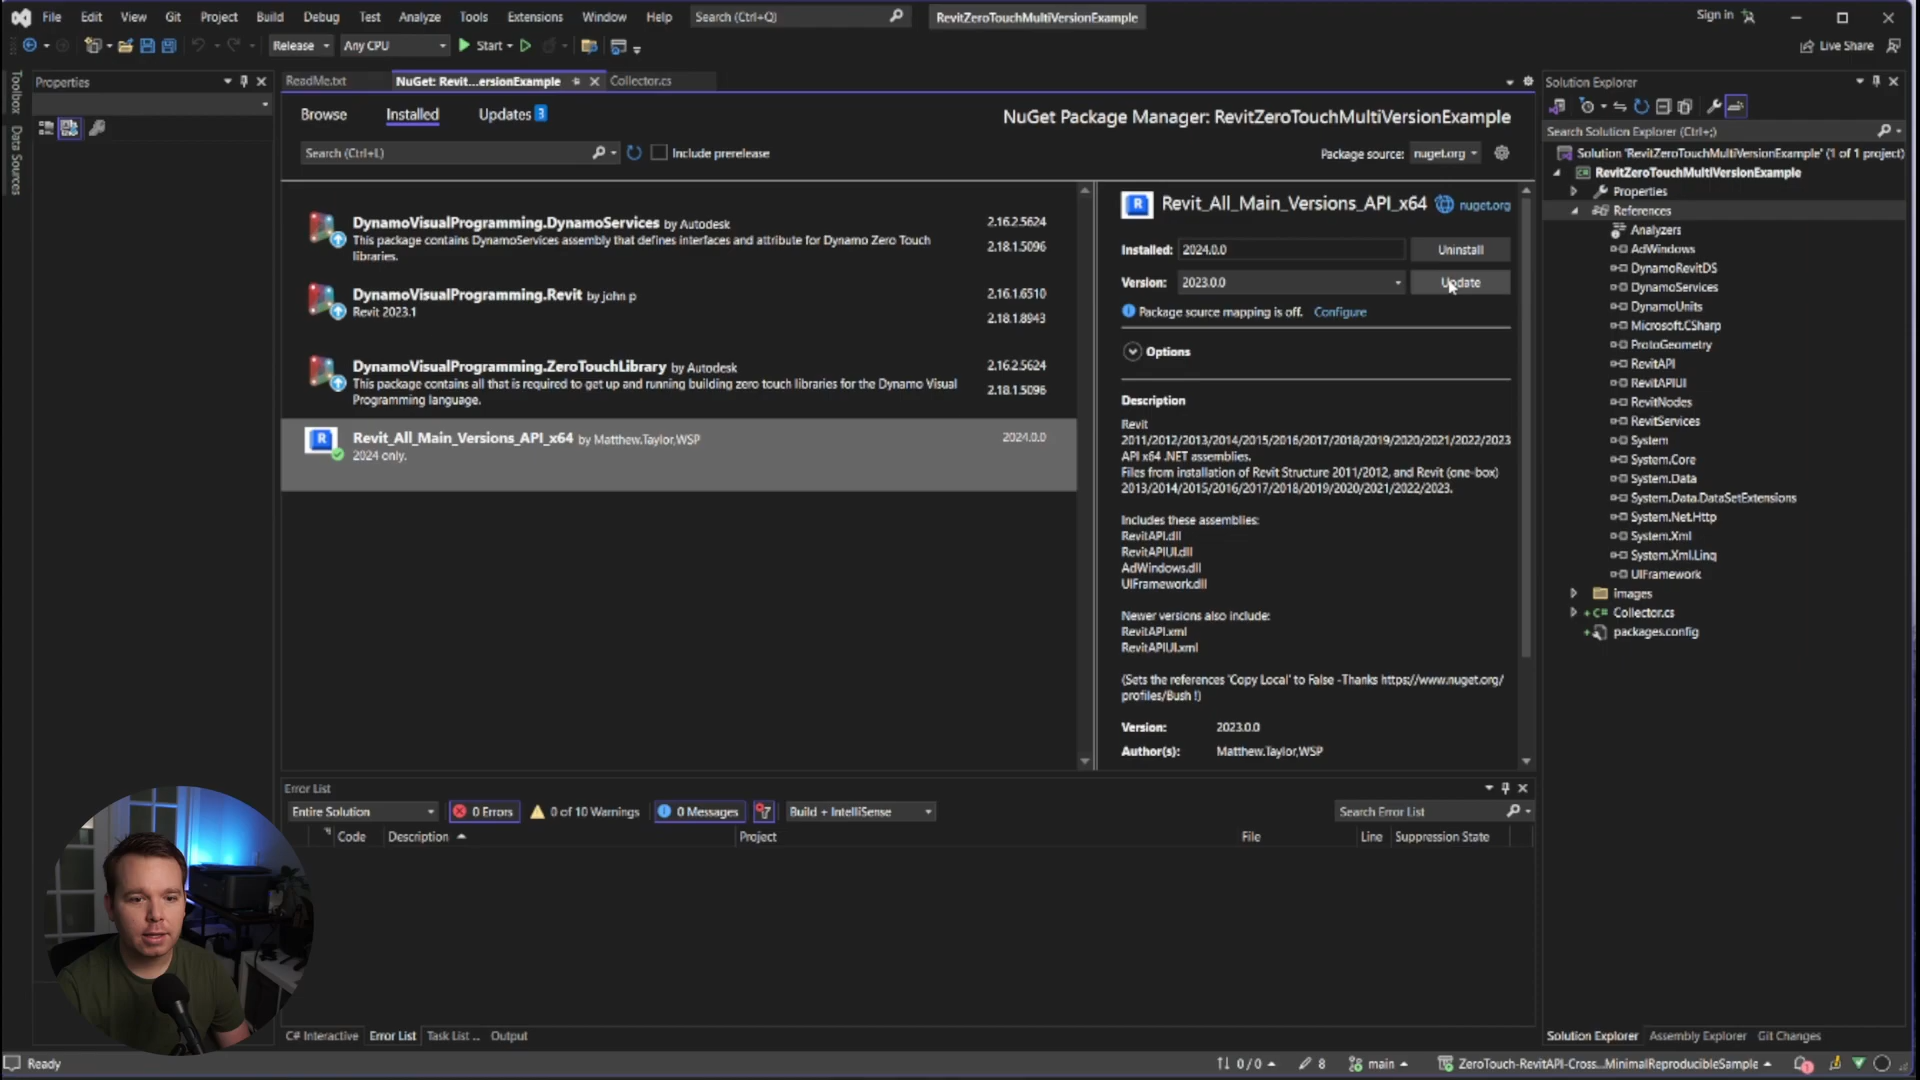 File Edit View Git Project Build Debug Test Analyze Tools Extensions Window Help Search (Ctrl+Q) RevitZeroTouchMultiVersionExample Sign in
Release Any CPU Start Live Share
Toolbox
Data Sources
Properties
ReadMe.txt NuGet: Revit...ersionExample Collector.cs
Browse Installed Updates 3
NuGet Package Manager: RevitZeroTouchMultiVersionExample
Search (Ctrl+L) Include prerelease
Package source: nuget.org
DynamoVisualProgramming.DynamoServices by Autodesk 2.16.2.5624
This package contains DynamoServices assembly that defines interfaces and attribute for Dynamo Zero Touch 2.18.1.5096
libraries.
DynamoVisualProgramming.Revit by john p 2.16.1.6510
Revit 2023.1 2.18.1.8943
DynamoVisualProgramming.ZeroTouchLibrary by Autodesk 2.16.2.5624
This package contains all that is required to get up and running building zero touch libraries for the Dynamo Visual 2.18.1.5096
Programming language.
Revit_All_Main_Versions_API_x64 by Matthew.Taylor,WSP 2024.0.0
2024 only.
R Revit_All_Main_Versions_API_x64 nuget.org
Installed: 2024.0.0 Uninstall
Version: 2023.0.0 Update
Package source mapping is off. Configure
Options
Description
Revit
2011/2012/2013/2014/2015/2016/2017/2018/2019/2020/2021/2022/2023
API x64 .NET assemblies.
Files from installation of Revit Structure 2011/2012, and Revit (one-box)
2013/2014/2015/2016/2017/2018/2019/2020/2021/2022/2023.
Includes these assemblies:
RevitAPI.dll
RevitAPIUI.dll
AdWindows.dll
UIFramework.dll
Newer versions also include:
RevitAPI.xml
RevitAPIUI.xml
(Sets the references 'Copy Local' to False -Thanks https://www.nuget.org/
profiles/Bush !)
Version: 2023.0.0
Author(s): Matthew.Taylor,WSP
Solution Explorer
Search Solution Explorer (Ctrl+;)
Solution 'RevitZeroTouchMultiVersionExample' (1 of 1 project)
RevitZeroTouchMultiVersionExample
Properties
References
Analyzers
AdWindows
DynamoRevitDS
DynamoServices
DynamoUnits
Microsoft.CSharp
ProtoGeometry
RevitAPI
RevitAPIUI
RevitNodes
RevitServices
System
System.Core
System.Data
System.Data.DataSetExtensions
System.Net.Http
System.Xml
System.Xml.Linq
UIFramework
images
Collector.cs
packages.config
Error List
Entire Solution 0 Errors 0 of 10 Warnings 0 Messages Build + IntelliSense Search Error List
Code Description Project File Line Suppression State
C# Interactive Error List Task List ... Output
Solution Explorer Assembly Explorer Git Changes
Ready 0 / 0 8 main ZeroTouch-RevitAPI-Cross...MinimalReproducibleSample 1